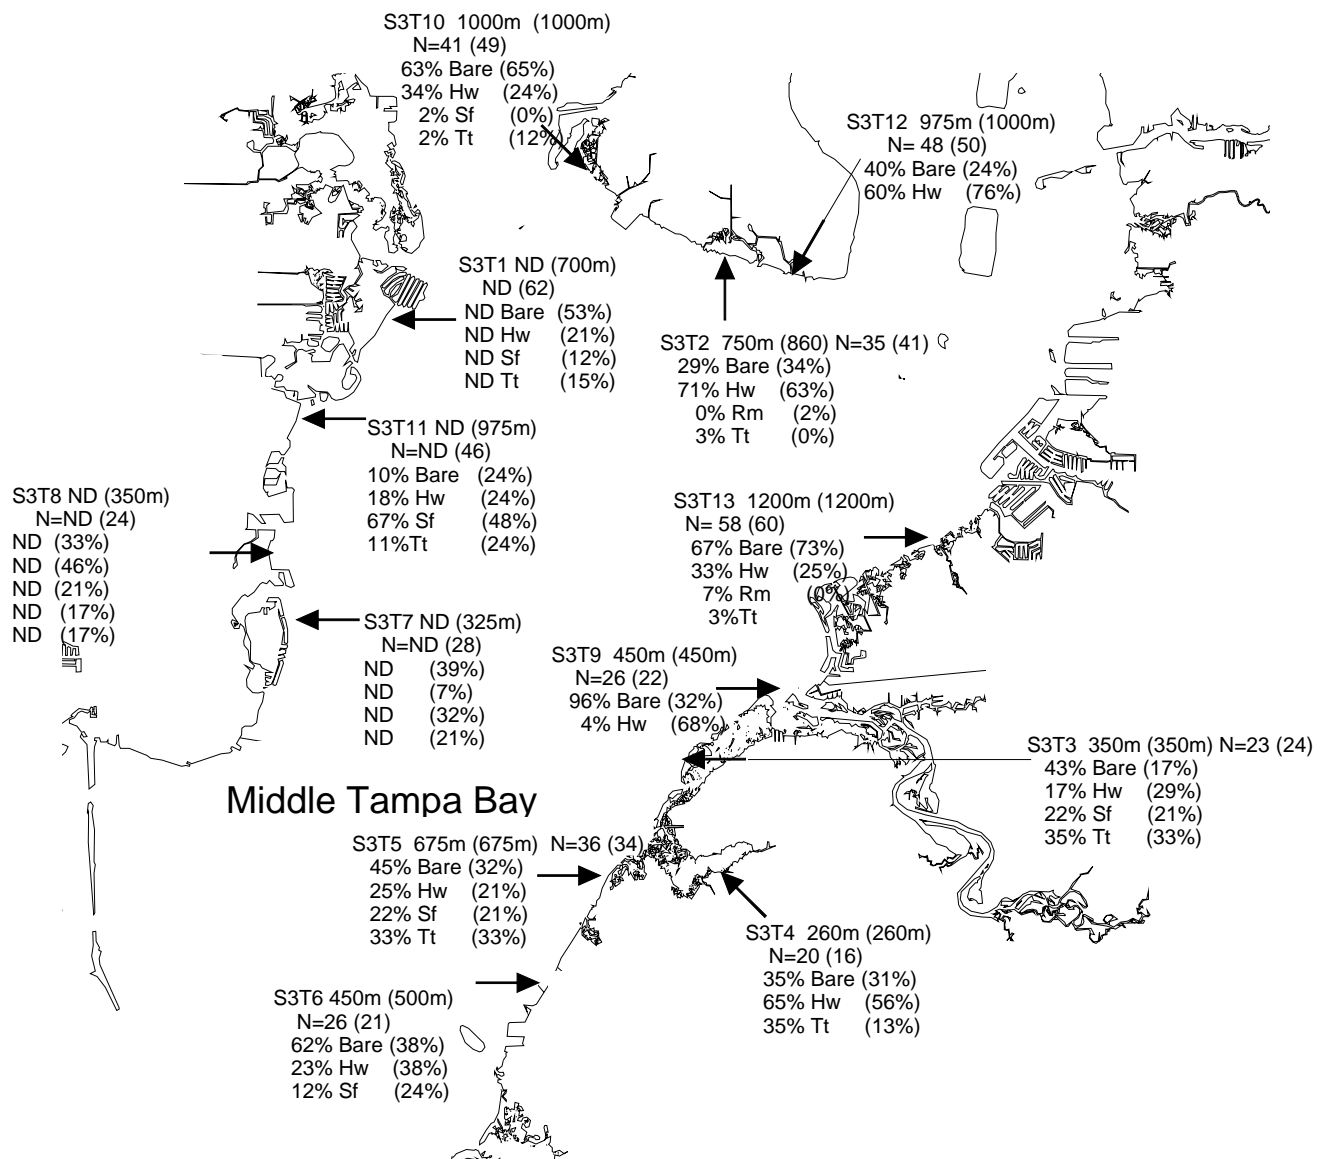 S3T10 1000m (1000m)
N=41 (49)
63% Bare (65%)
34% Hw (24%)
2% Sf (0%)
2% Tt (12%
S3T12 975m (1000m)
N= 48 (50)
40% Bare (24%)
60% Hw (76%)
S3T1 ND (700m)
ND (62)
ND Bare (53%)
ND Hw (21%)
ND Sf (12%)
ND Tt (15%)
S3T2 750m (860) N=35 (41)
29% Bare (34%)
71% Hw (63%)
0% Rm (2%)
3% Tt (0%)
S3T11 ND (975m)
N=ND (46)
10% Bare (24%)
18% Hw (24%)
67% Sf (48%)
11%Tt (24%)
S3T8 ND (350m)
N=ND (24)
ND (33%)
ND (46%)
ND (21%)
ND (17%)
ND (17%)
S3T13 1200m (1200m)
N= 58 (60)
67% Bare (73%)
33% Hw (25%)
7% Rm (0%)
3%Tt
S3T7 ND (325m)
N=ND (28)
ND (39%)
ND (7%)
ND (32%)
ND (21%)
S3T9 450m (450m)
N=26 (22)
96% Bare (32%)
4% Hw (68%)
S3T3 350m (350m) N=23 (24)
43% Bare (17%)
17% Hw (29%)
22% Sf (21%)
35% Tt (33%)
Middle Tampa Bay
S3T5 675m (675m) N=36 (34)
45% Bare (32%)
25% Hw (21%)
22% Sf (21%)
33% Tt (33%)
S3T4 260m (260m)
N=20 (16)
35% Bare (31%)
65% Hw (56%)
35% Tt (13%)
S3T6 450m (500m)
N=26 (21)
62% Bare (38%)
23% Hw (38%)
12% Sf (24%)